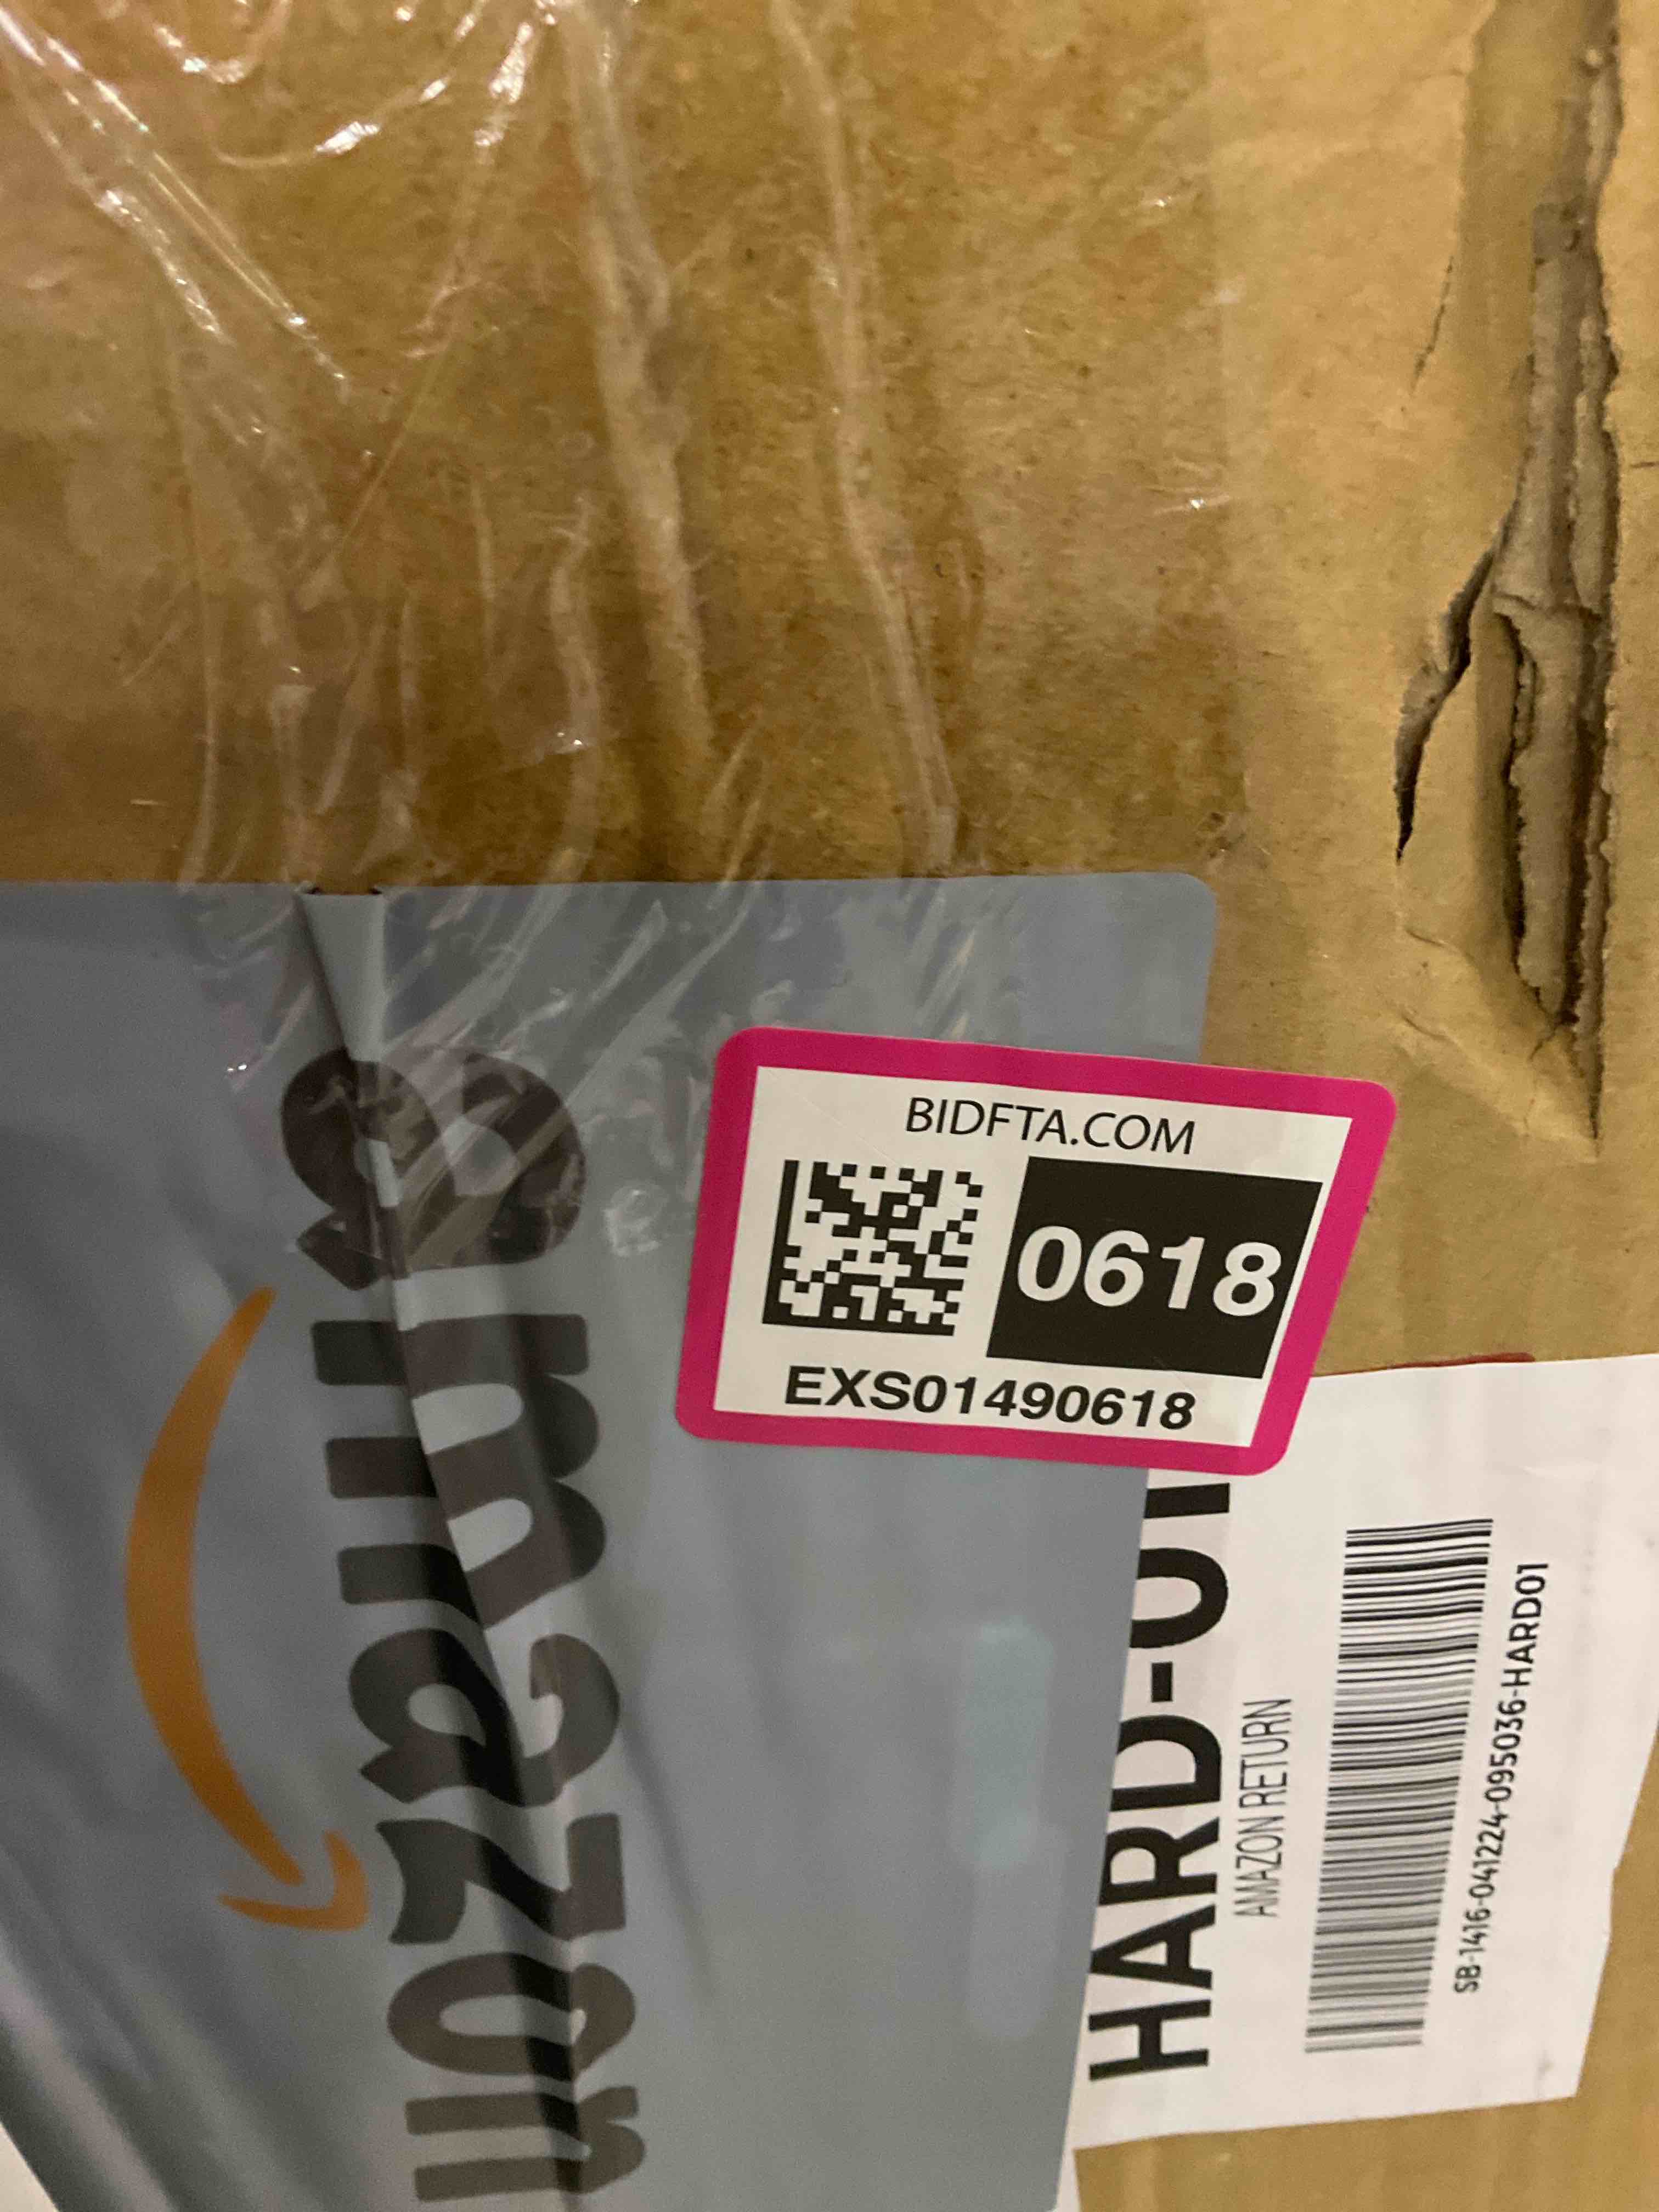 BIDFTA.COM
0618
EXS01490618
amazon
HARD-01
AMAZON RETURN
SB-1416-041224-095036-HARD01